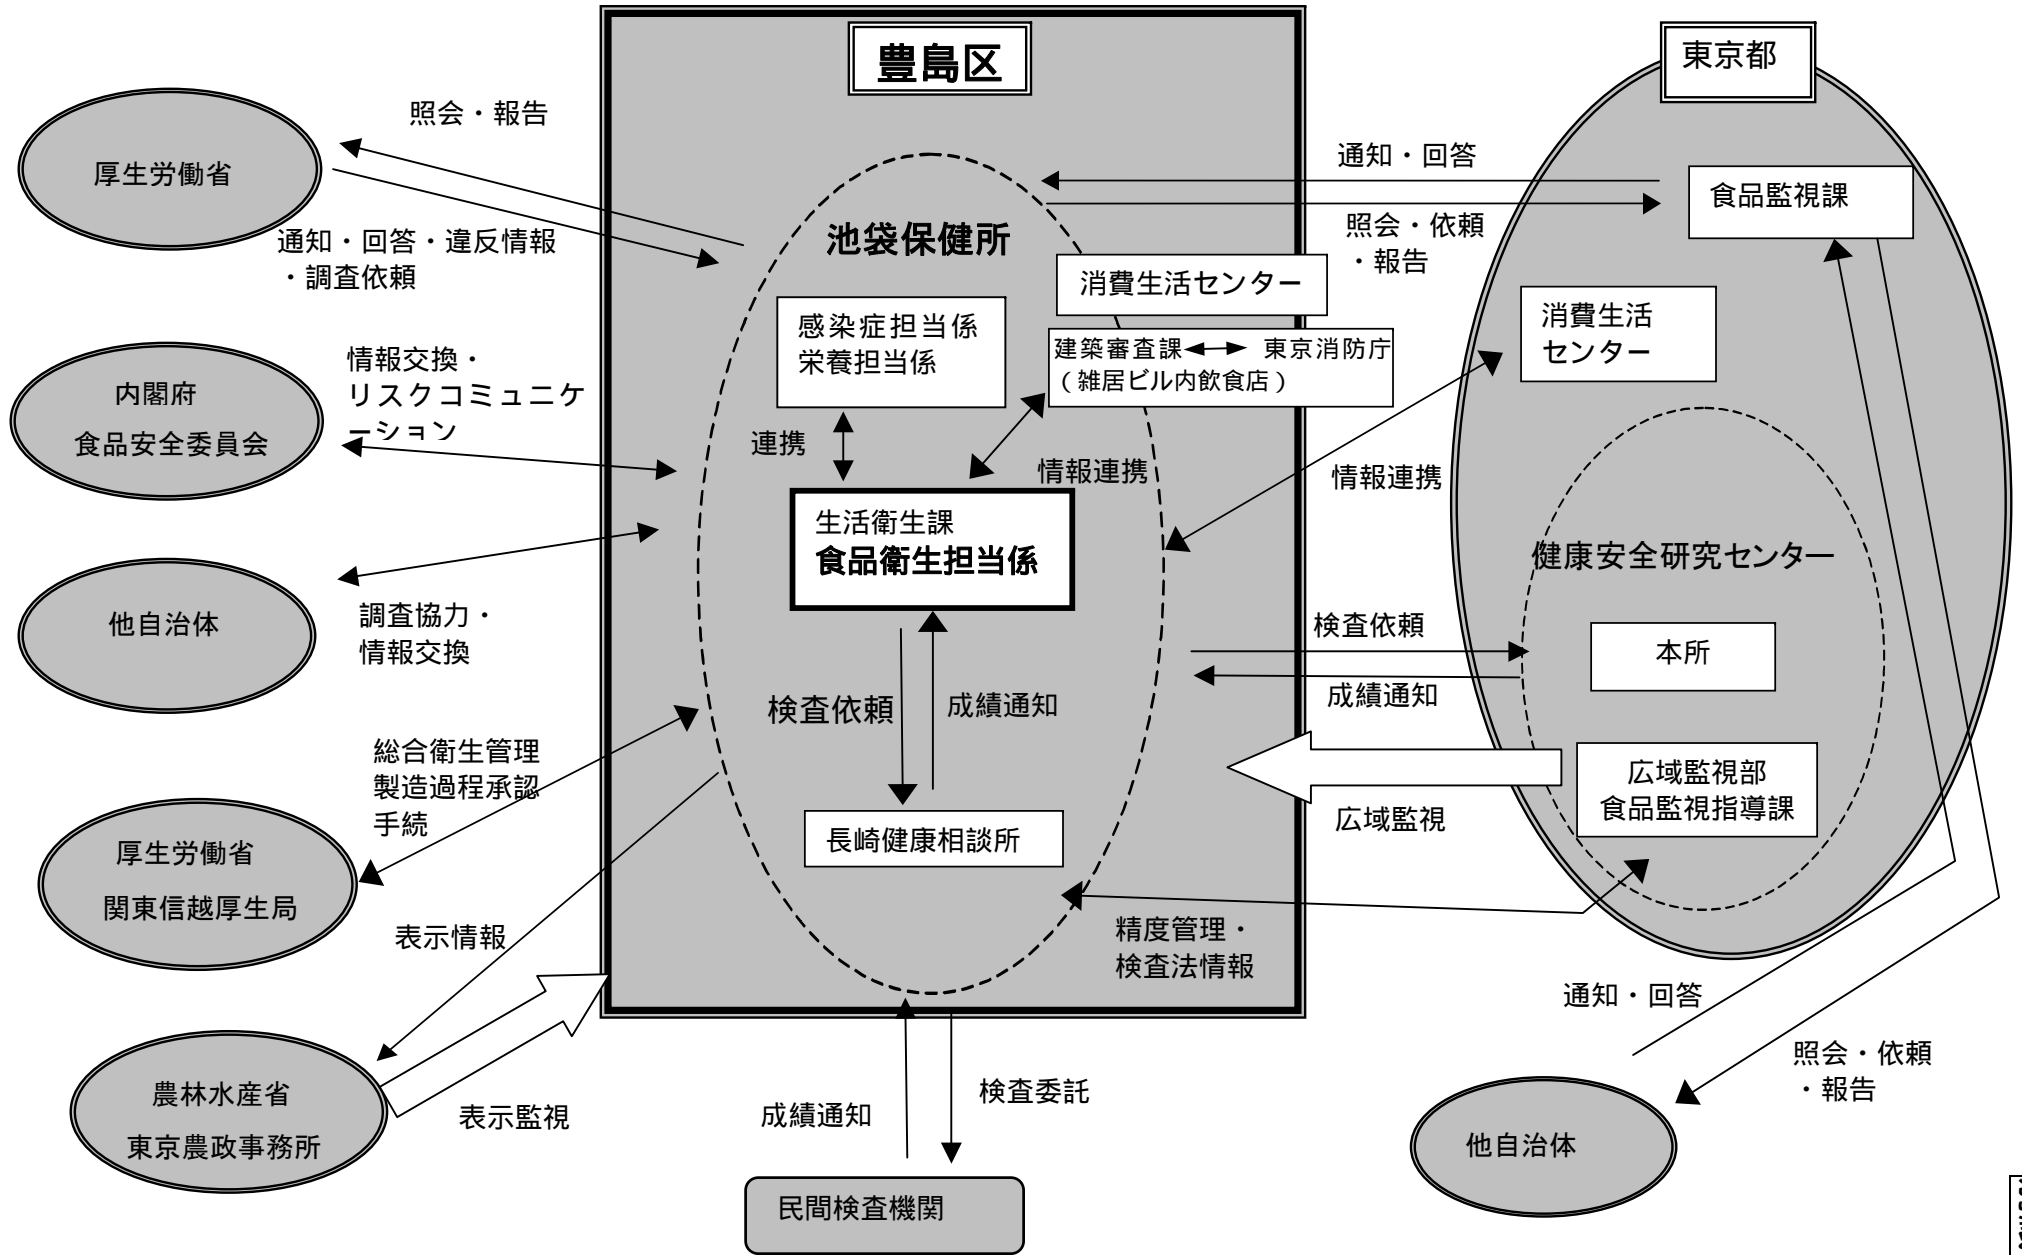 豊島区
東京都
照会・報告
厚生労働省
通知・回答・違反情報
・調査依頼
通知・回答
食品監視課
照会・依頼
・報告
池袋保健所
消費生活センター
感染症担当係
栄養担当係
建築審査課 東京消防庁
(雑居ビル内飲食店)
消費生活
センター
情報交換・
リスクコミュニケ
ーション
内閣府
食品安全委員会
連携
情報連携
情報連携
生活衛生課
食品衛生担当係
健康安全研究センター
他自治体
調査協力・
情報交換
検査依頼
本所
成績通知
検査依頼
成績通知
総合衛生管理
製造過程承認
手続
広域監視部
食品監視指導課
広域監視
長崎健康相談所
厚生労働省
関東信越厚生局
表示情報
精度管理・
検査法情報
通知・回答
照会・依頼
・報告
農林水産省
東京農政事務所
表示監視
成績通知
検査委託
他自治体
民間検査機関